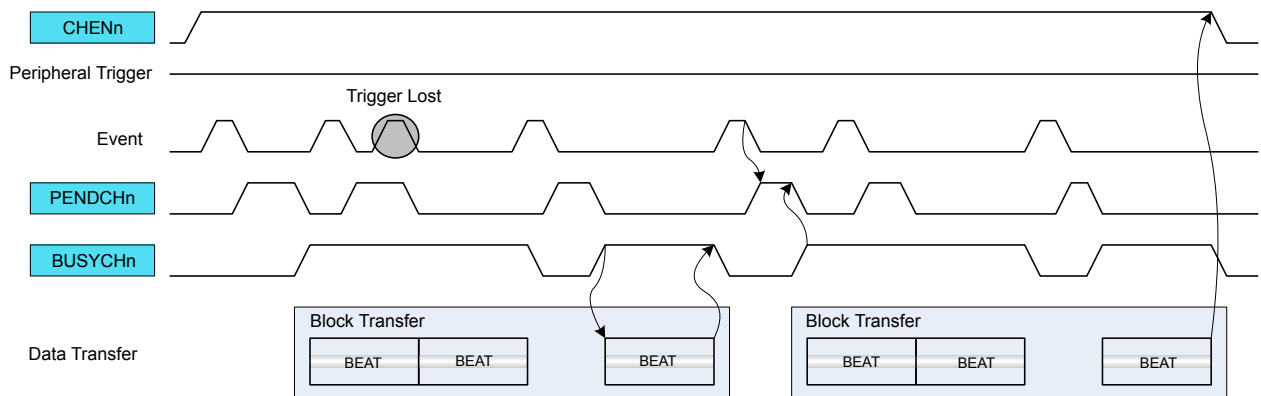 CHENn
Peripheral Trigger
Trigger Lost
Event
PENDCHn
BUSYCHn
Data Transfer
Block Transfer
BEAT
BEAT
BEAT
Block Transfer
BEAT
BEAT
BEAT